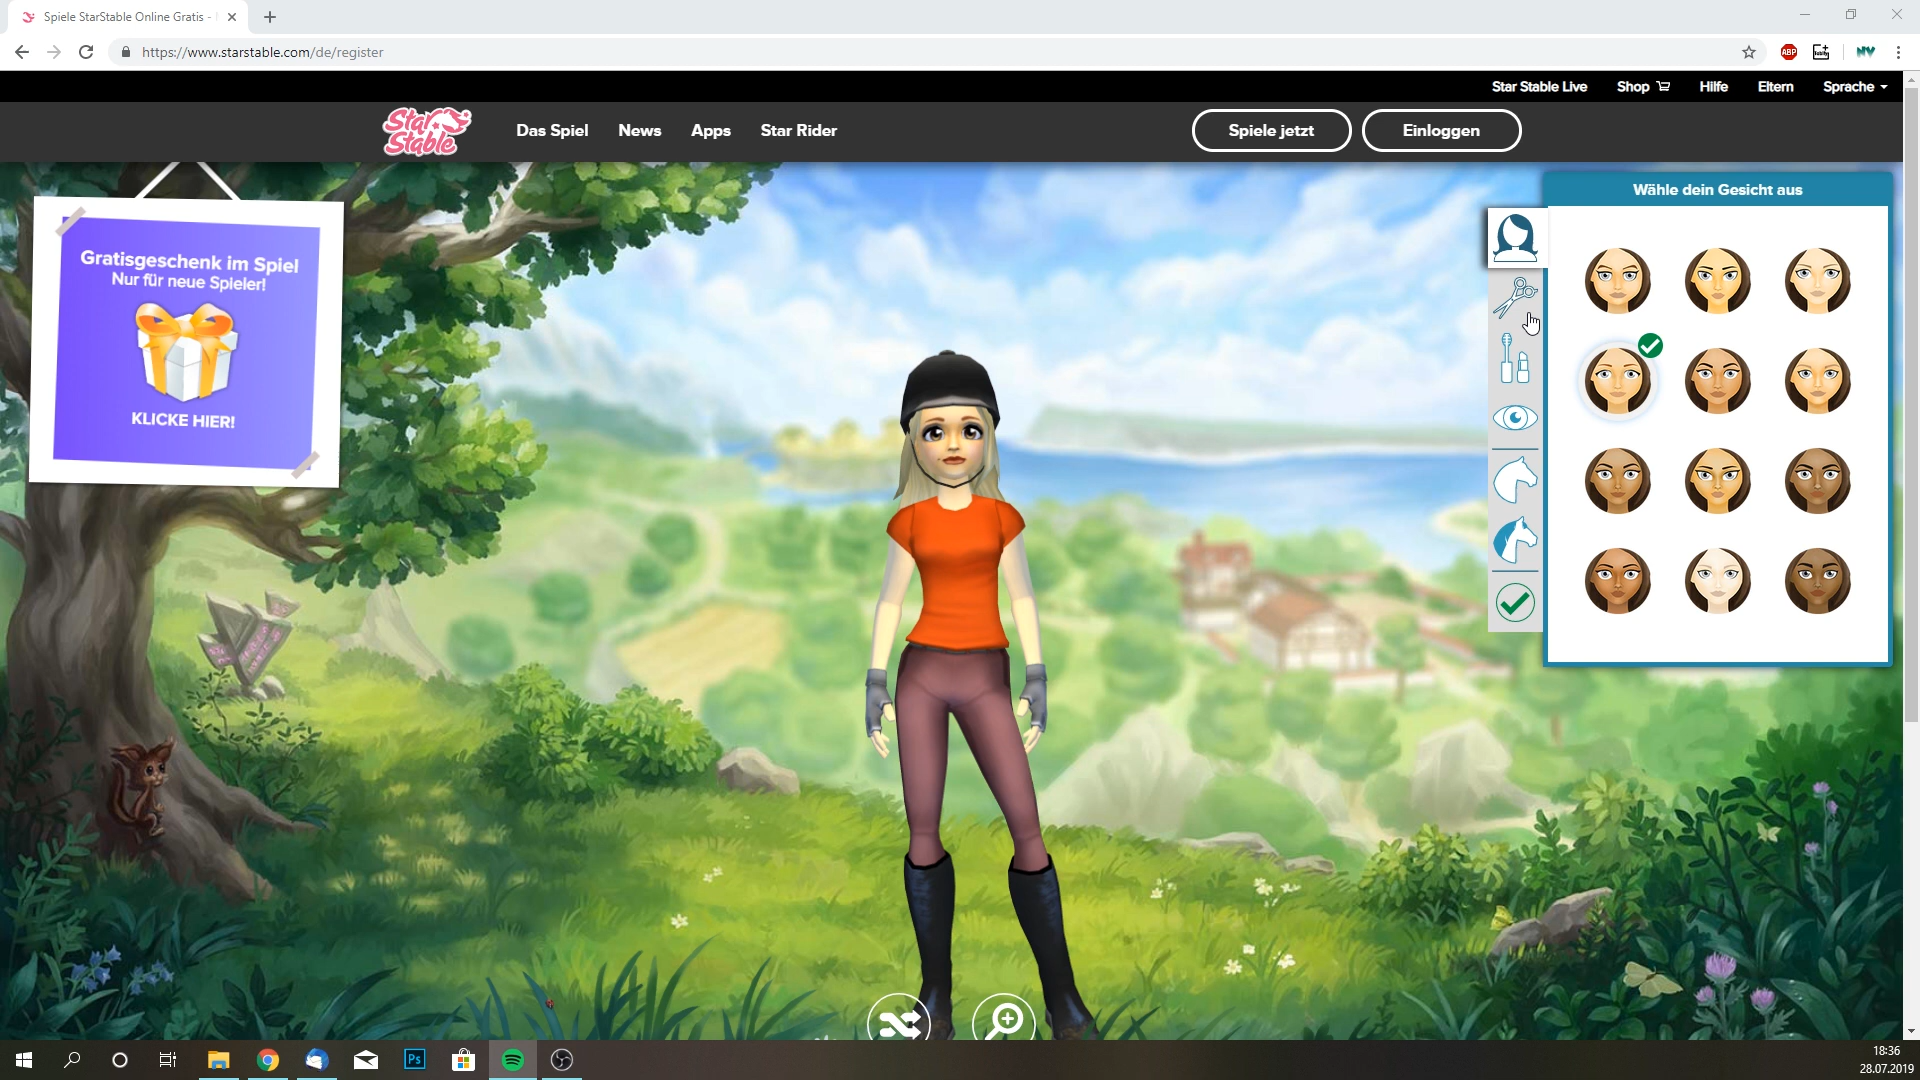 Spiele StarStable Online Gratis -
https://www.starstable.com/de/register
ABP
Star Stable Live
Shop
Hilfe
Eltern
Sprache
Star Stable
Das Spiel
News
Apps
Star Rider
Spiele jetzt
Einloggen
Wähle dein Gesicht aus
Gratisgeschenk im Spiel
Nur für neue Spieler!
KLICKE HIER!
Ps
18:36
28.07.2019